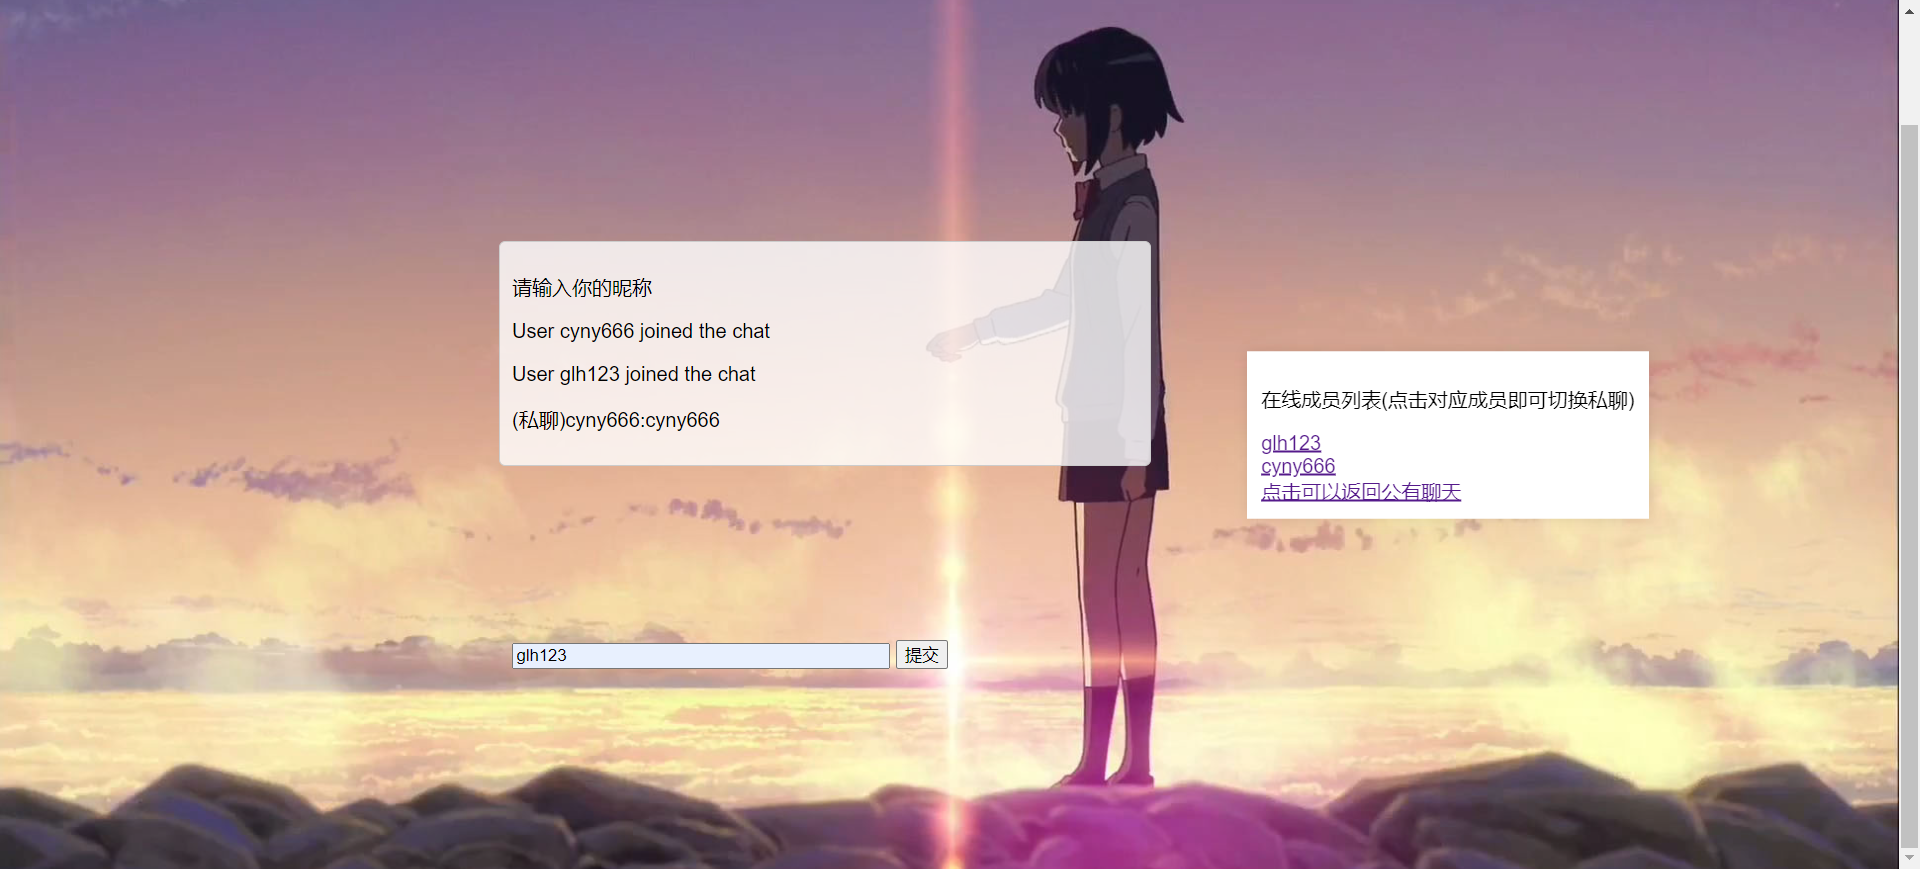 请输入你的昵称
User cyny666 joined the chat
User glh123 joined the chat
(私聊)cyny666:cyny666
在线成员列表(点击对应成员即可切换私聊)
glh123
cyny666
点击可以返回公有聊天
glh123 提交